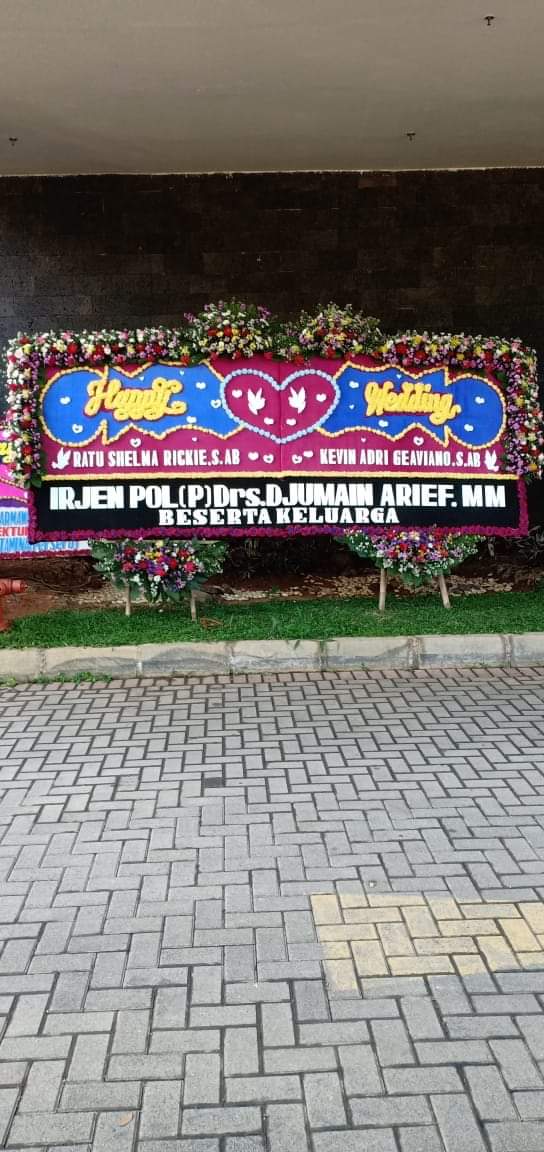 Happy Wedding
RATU SHELMA RICKIE,S.AB KEVIN ADRI GEAVIANO.S.AB
IRJEN POL(P)Drs.DJUMAIN ARIEF. MM
BESERTA KELUARGA